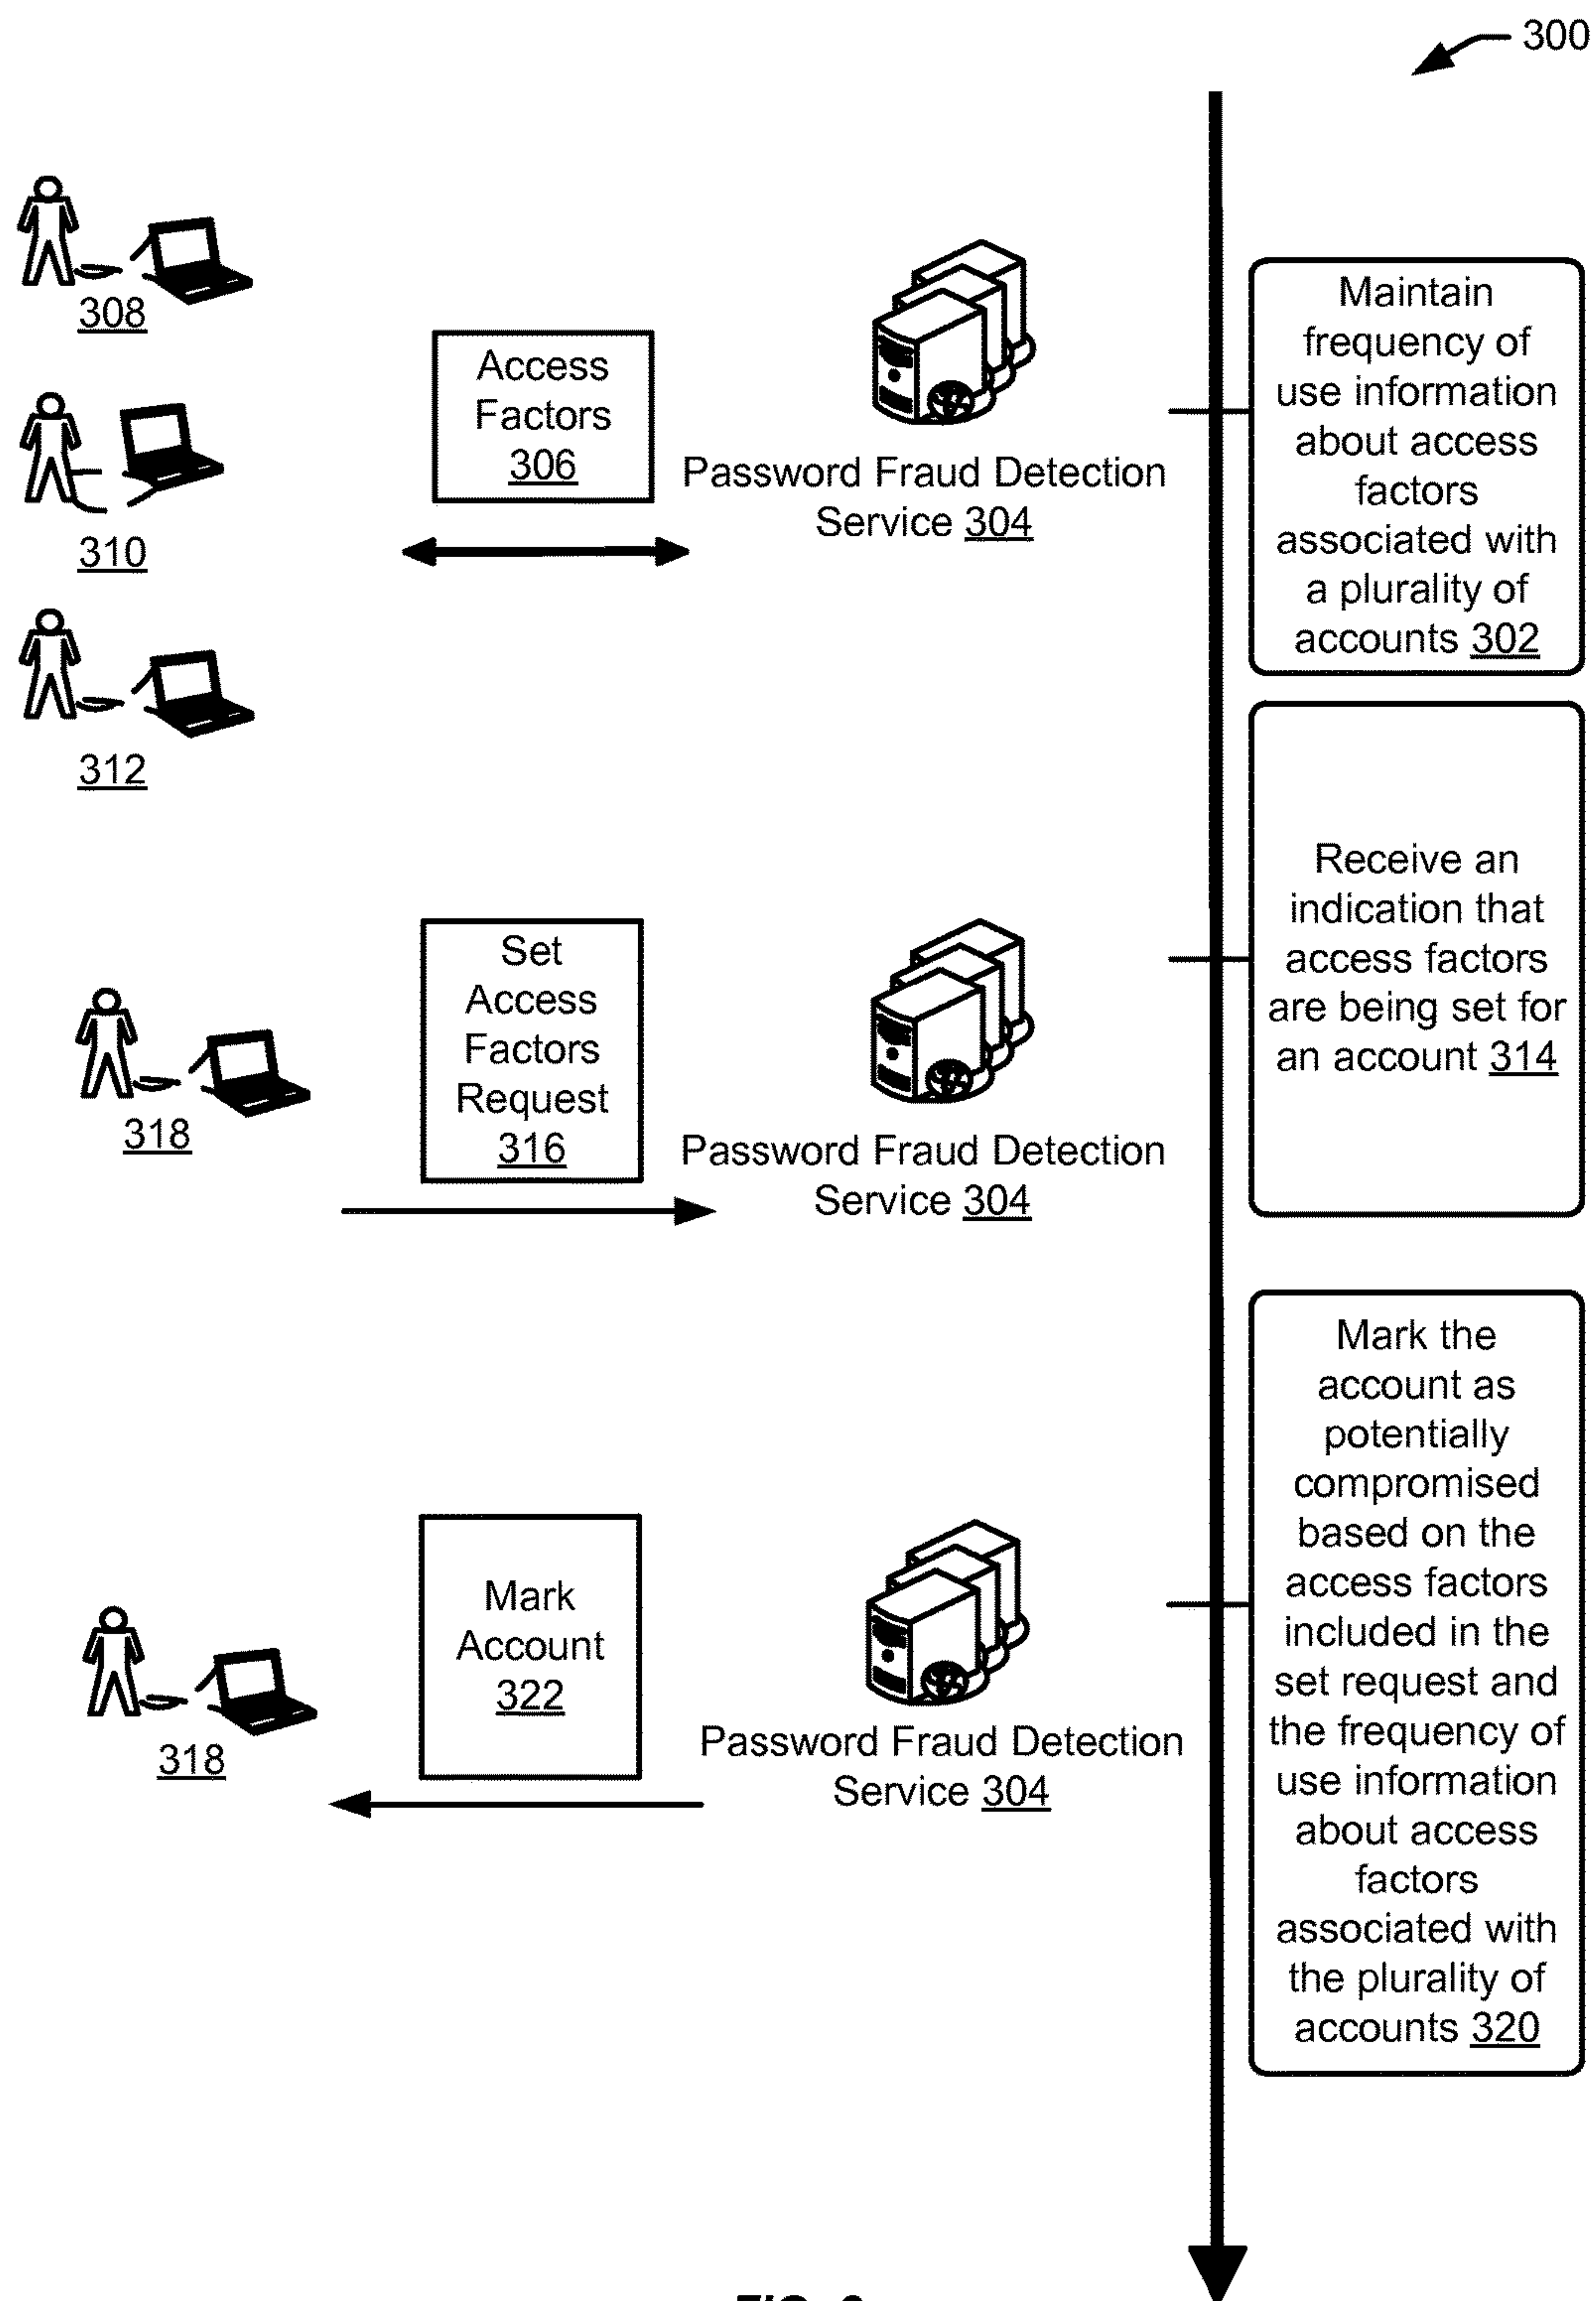 300
308
310
312
Access
Factors
306
Password Fraud Detection
Service 304
Maintain
frequency of
use information
about access
factors
associated with
a plurality of
accounts 302
318
Set
Access
Factors
Request
316
Password Fraud Detection
Service 304
Receive an
indication that
access factors
are being set for
an account 314
318
Mark
Account
322
Password Fraud Detection
Service 304
Mark the
account as
potentially
compromised
based on the
access factors
included in the
set request and
the frequency of
use information
about access
factors
associated with
the plurality of
accounts 320